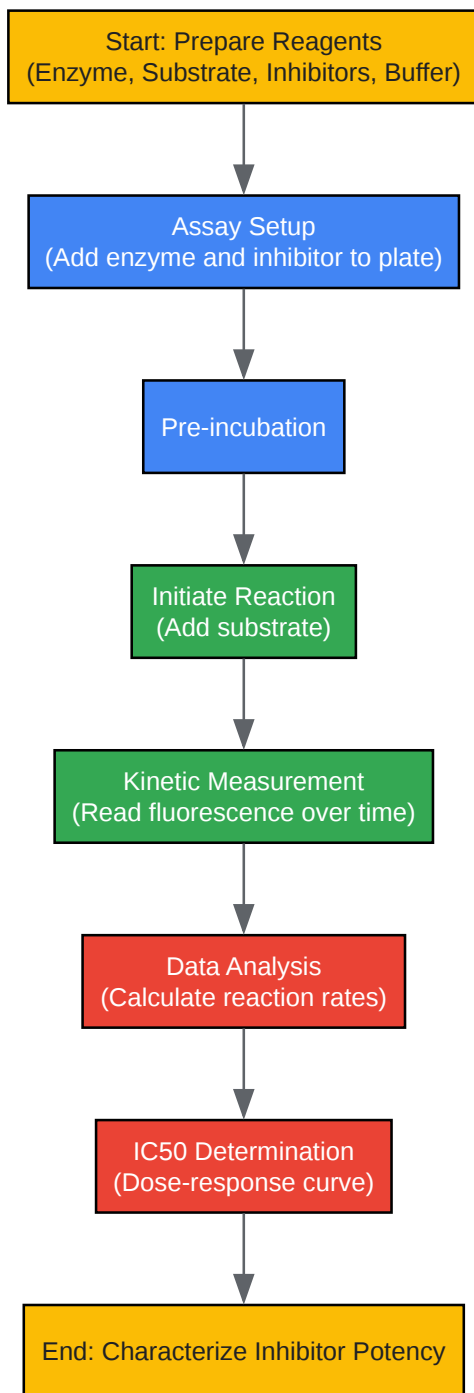 Start: Prepare Reagents
(Enzyme, Substrate, Inhibitors, Buffer)
Assay Setup
(Add enzyme and inhibitor to plate)
Pre-incubation
Initiate Reaction
(Add substrate)
Kinetic Measurement
(Read fluorescence over time)
Data Analysis
(Calculate reaction rates)
IC50 Determination
(Dose-response curve)
End: Characterize Inhibitor Potency